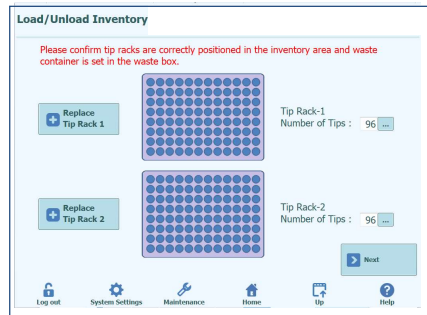 Load/Unload Inventory
Please confirm tip racks are correctly positioned in the inventory area and waste
container is set in the waste box.
Replace
Tip Rack 1
Tip Rack-1
Number of Tips : 96 ...
Replace
Tip Rack 2
Tip Rack-2
Number of Tips : 96 ...
Next
Log out System Settings Maintenance Home Up Help